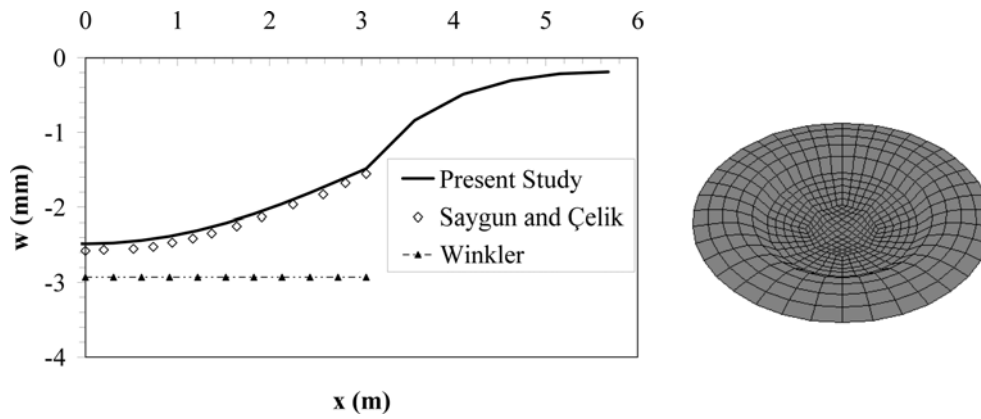 0 1 2 3 4 5 6
0
-1
-2
-3
-4
w (mm)
Present Study
Saygun and Çelik
Winkler
x (m)